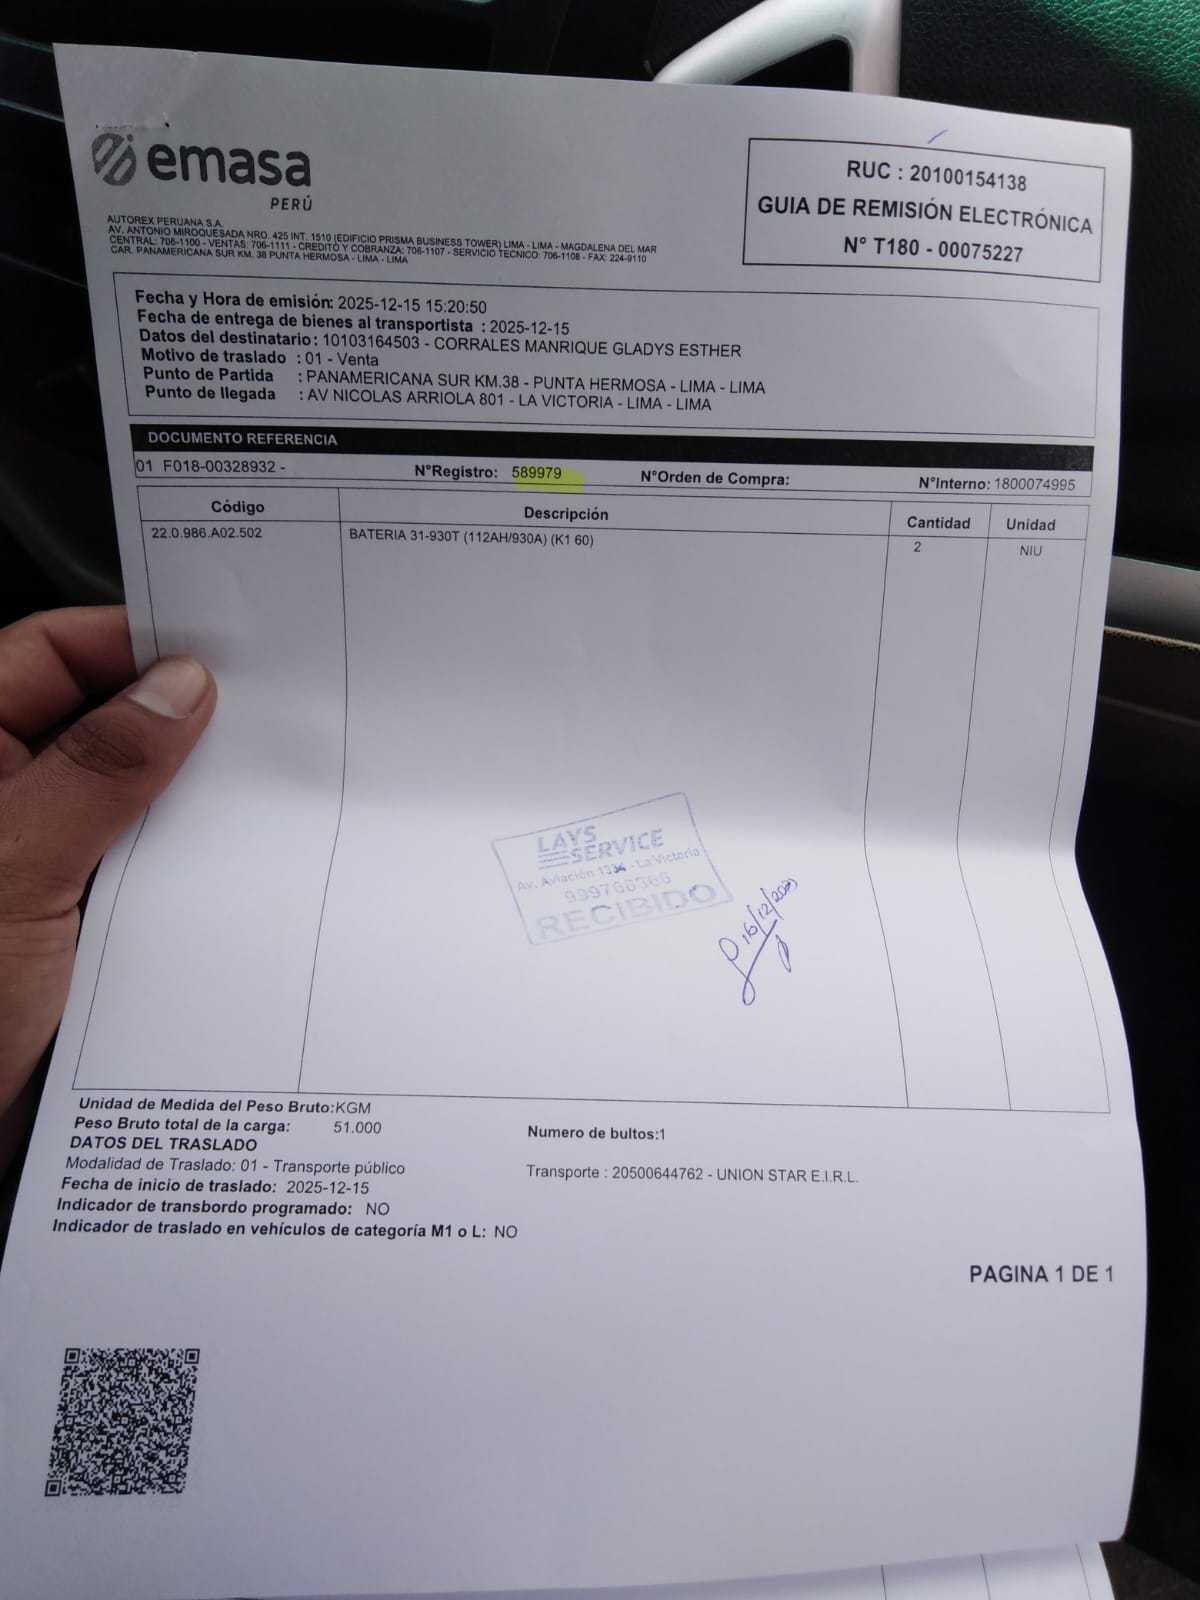 emasa
PERÚ
AUTOREX PERUANA S.A.
AV. ANTONIO MIROQUESADA NRO. 425 INT. 1510 (EDIFICIO PRISMA BUSINESS TOWER) LIMA - LIMA - MAGDALENA DEL MAR
CENTRAL: 706-1100 - VENTAS: 706-1111 - CREDITO Y COBRANZA: 706-1107 - SERVICIO TECNICO: 706-1108 - FAX: 224-9110
CAR. PANAMERICANA SUR KM. 38 PUNTA HERMOSA - LIMA - LIMA
RUC : 20100154138
GUIA DE REMISIÓN ELECTRÓNICA
N° T180 - 00075227
Fecha y Hora de emisión: 2025-12-15 15:20:50
Fecha de entrega de bienes al transportista : 2025-12-15
Datos del destinatario: 10103164503 - CORRALES MANRIQUE GLADYS ESTHER
Motivo de traslado : 01 - Venta
Punto de Partida : PANAMERICANA SUR KM.38 - PUNTA HERMOSA - LIMA - LIMA
Punto de llegada : AV NICOLAS ARRIOLA 801 - LA VICTORIA - LIMA - LIMA
DOCUMENTO REFERENCIA
01 F018-00328932 - N°Registro: 589979 N°Orden de Compra: N°Interno: 1800074995
Código Descripción Cantidad Unidad
22.0.986.A02.502 BATERIA 31-930T (112AH/930A) (K1 60) 2 NIU
LAYS
SERVICE
Av. Aviación - La Victoria
RECIBIDO
16/12/
Unidad de Medida del Peso Bruto:KGM
Peso Bruto total de la carga: 51.000 Numero de bultos:1
DATOS DEL TRASLADO
Modalidad de Traslado: 01 - Transporte público Transporte : 20500644762 - UNION STAR E.I.R.L.
Fecha de inicio de traslado: 2025-12-15
Indicador de transbordo programado: NO
Indicador de traslado en vehículos de categoría M1 o L: NO
PAGINA 1 DE 1